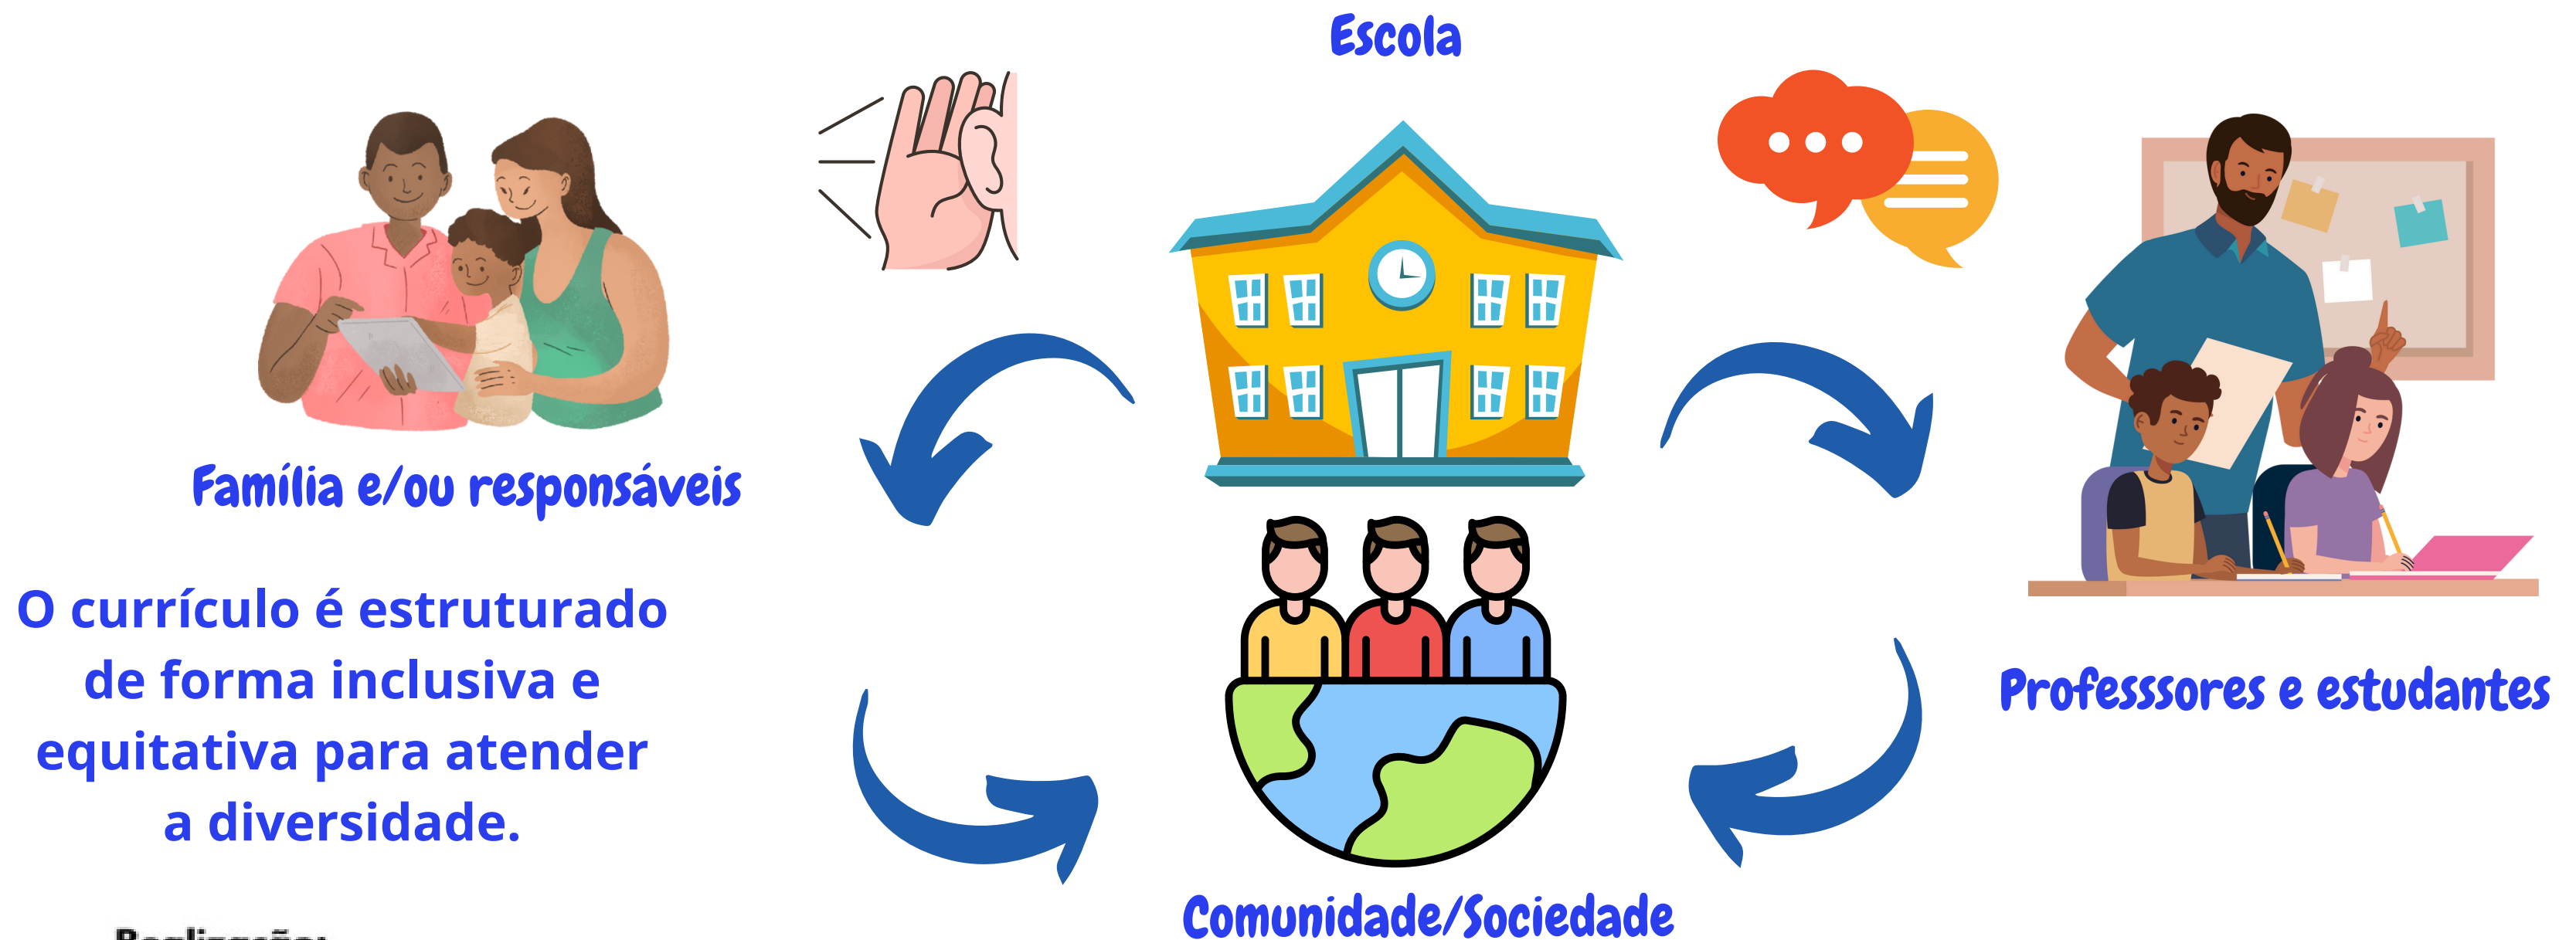 Escola
Família e/ou responsáveis
O currículo é estruturado
de forma inclusiva e
equitativa para atender
a diversidade.
Professsores e estudantes
Comunidade/Sociedade